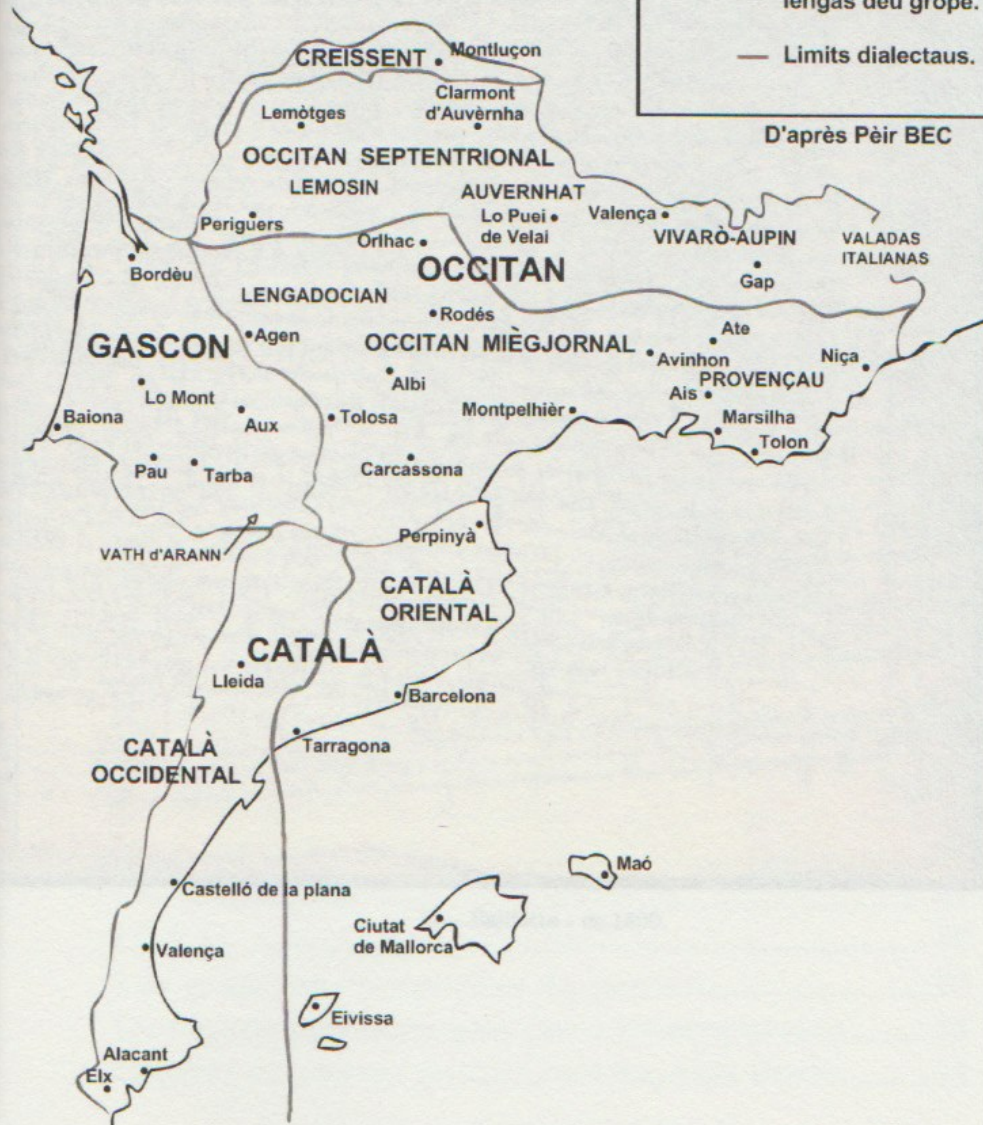 lengas deu grope.
Limits dialectaus.
D'après Pèir BEC
CREISSENT
Montluçon
Clarmont
d'Auvèrnha
Lemòtges
OCCITAN SEPTENTRIONAL
LEMOSIN
AUVERNHAT
Periguers
Lo Puei
de Velai
Valença
Orlhac
VIVARÒ-AUPIN
VALADAS
ITALIANAS
Bordèu
OCCITAN
Gap
LENGADOCIAN
Rodés
Agen
Ate
GASCON
OCCITAN MIÈGJORNAL
Avinhon
Niça
Lo Mont
Albi
PROVENÇAU
Ais
Baiona
Aux
Tolosa
Montpelhièr
Marsilha
Tolon
Pau
Tarba
Carcassona
VATH d'ARANN
Perpinyà
CATALÀ
ORIENTAL
CATALÀ
Lleida
Barcelona
Tarragona
CATALÀ
OCCIDENTAL
Maó
Castelló de la plana
Ciutat
de Mallorca
Valença
Eivissa
Alacant
Elx